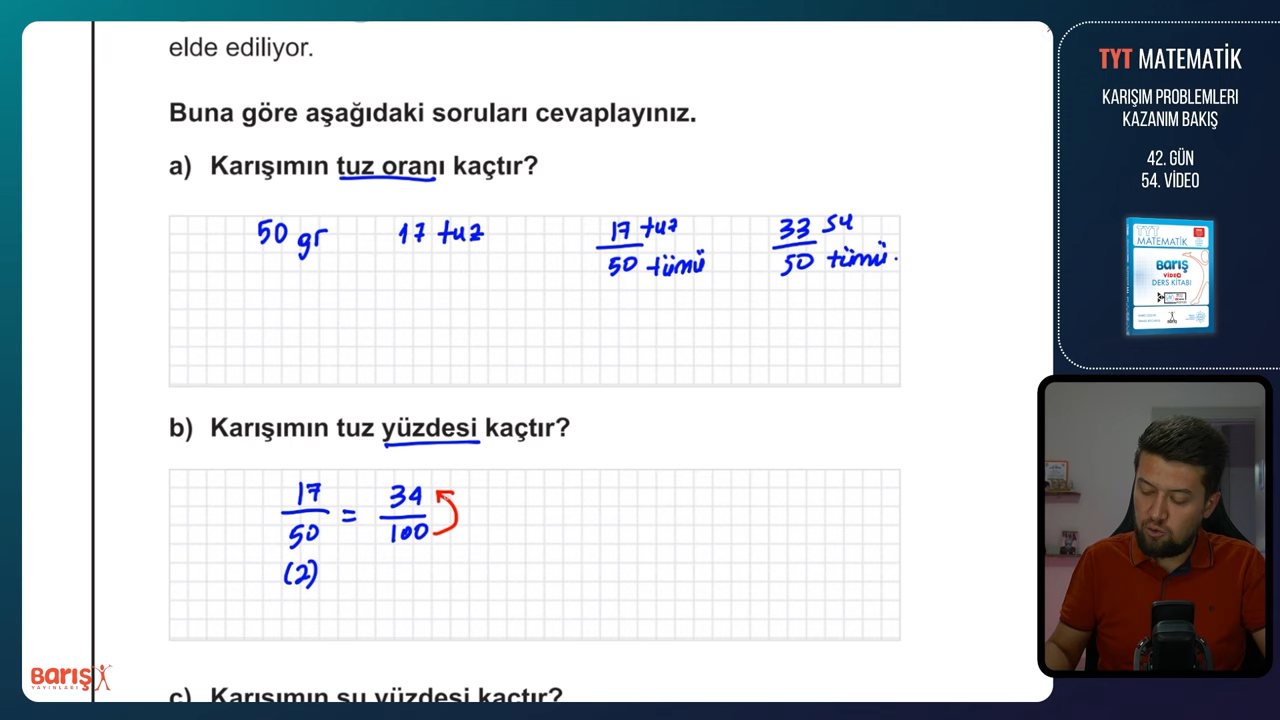 elde ediliyor.
Buna göre aşağıdaki soruları cevaplayınız.
a) Karışımın tuz oranı kaçtır?
50 gr 17 tuz 17 tuz 33 su
50 tümü 50 tümü.
b) Karışımın tuz yüzdesi kaçtır?
17 = 34
50 100
(2)
c) Karışımın su yüzdesi kaçtır?
BARIŞ
YAYINLARI
TYT MATEMATİK
KARIŞIM PROBLEMLERI
KAZANIM BAKIŞ
42. GÜN
54. VİDEO
TYT
MATEMATİK
BARIŞ
VİDEO
DERS KİTABI